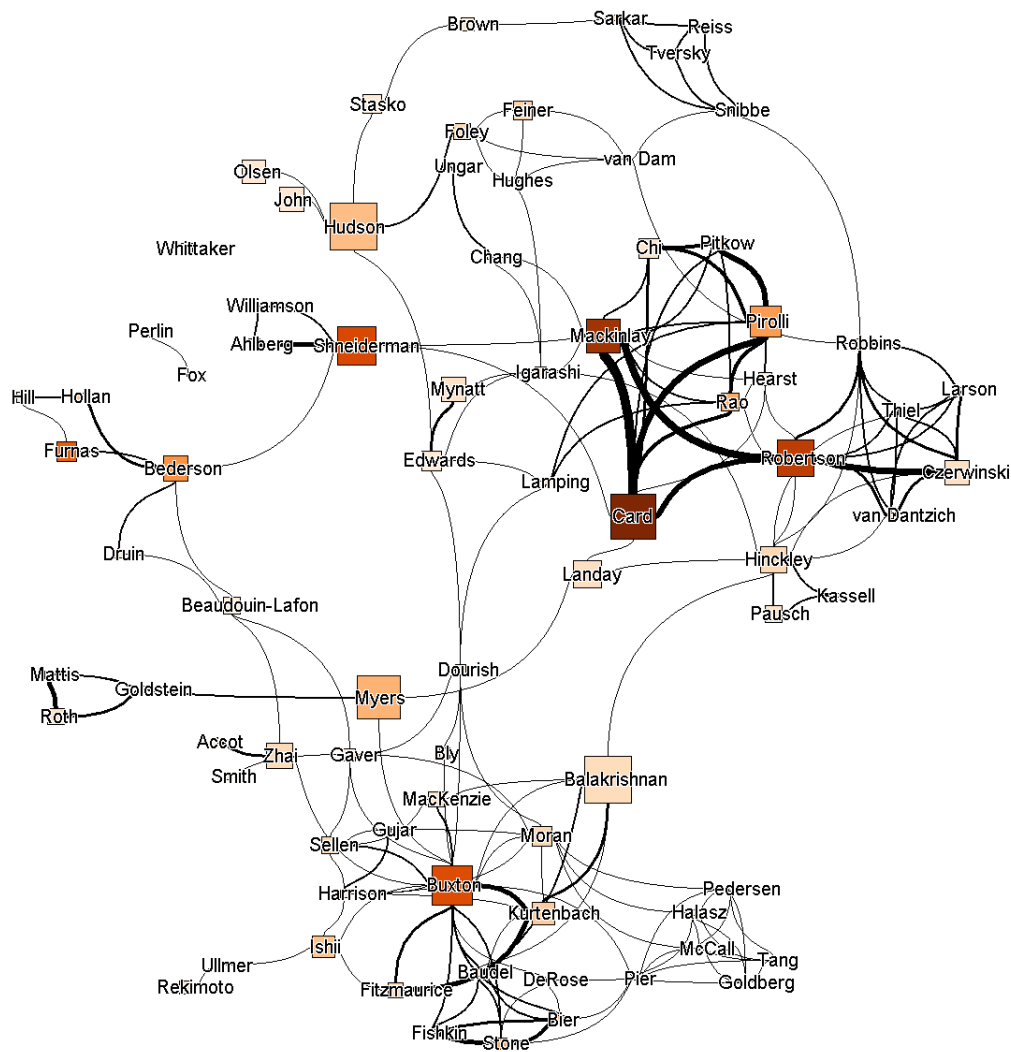 Brown
Sarkar
Reiss
Tversky
Stasko
Feiner
Snibbe
Foley
Ungar
van Dam
Hughes
Olsen
John
Hudson
Whittaker
Chang
Chi
Pitkow
Williamson
Perlin
Ahlberg
Shneiderman
Mackinlay
Pirolli
Robbins
Fox
Igarashi
Hearst
Mynatt
Larson
Hill
Hollan
Rao
Thiel
Furnas
Bederson
Edwards
Lamping
Robertson
Czerwinski
Card
van Dantzich
Druin
Landay
Hinckley
Kassell
Pausch
Beaudouin-Lafon
Mattis
Goldstein
Roth
Myers
Dourish
Accot
Zhai
Smith
Gaver
Bly
Balakrishnan
MacKenzie
Gujar
Sellen
Moran
Harrison
Buxton
Kurtenbach
Pedersen
Halasz
Ishii
McCall
Ullmer
Tang
Rekimoto
Fitzmaurice
Baudel
DeRose
Pier
Goldberg
Fishkin
Bier
Stone